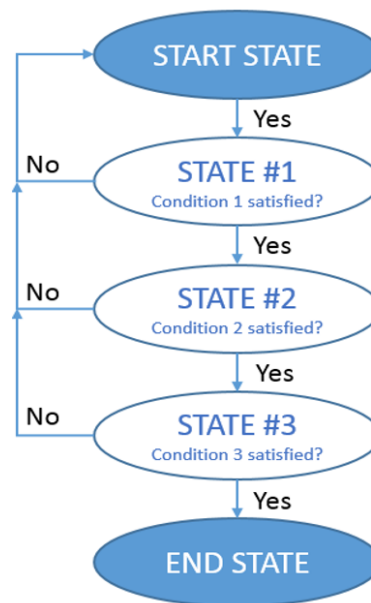 START STATE
Yes
No
STATE #1
Condition 1 satisfied?
Yes
No
STATE #2
Condition 2 satisfied?
Yes
No
STATE #3
Condition 3 satisfied?
Yes
END STATE